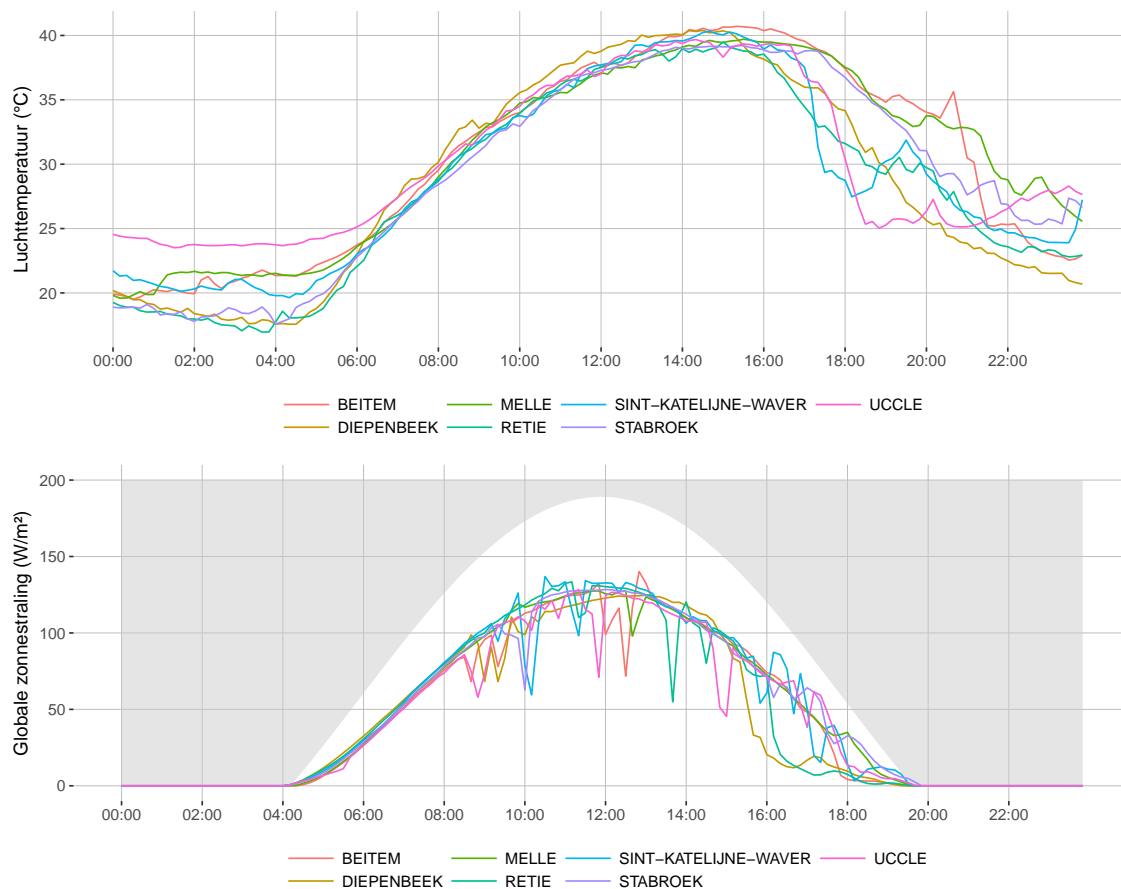 Luchttemperatuur (°C)
40
35
30
25
20
00:00 02:00 04:00 06:00 08:00 10:00 12:00 14:00 16:00 18:00 20:00 22:00
BEITEM MELLE SINT−KATELIJNE−WAVER UCCLE
DIEPENBEEK RETIE STABROEK
Globale zonnestraling (W/m²)
200
150
100
50
0
00:00 02:00 04:00 06:00 08:00 10:00 12:00 14:00 16:00 18:00 20:00 22:00
BEITEM MELLE SINT−KATELIJNE−WAVER UCCLE
DIEPENBEEK RETIE STABROEK